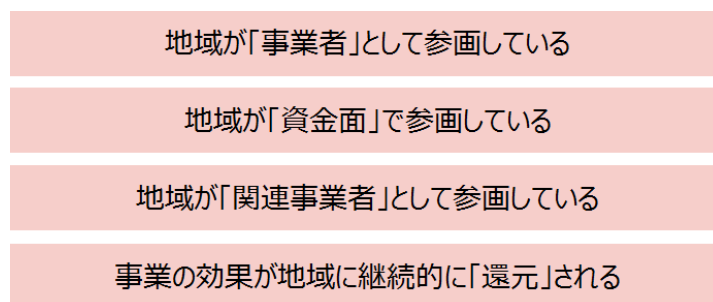 地域が「事業者」として参画している
地域が「資金面」で参画している
地域が「関連事業者」として参画している
事業の効果が地域に継続的に「還元」される